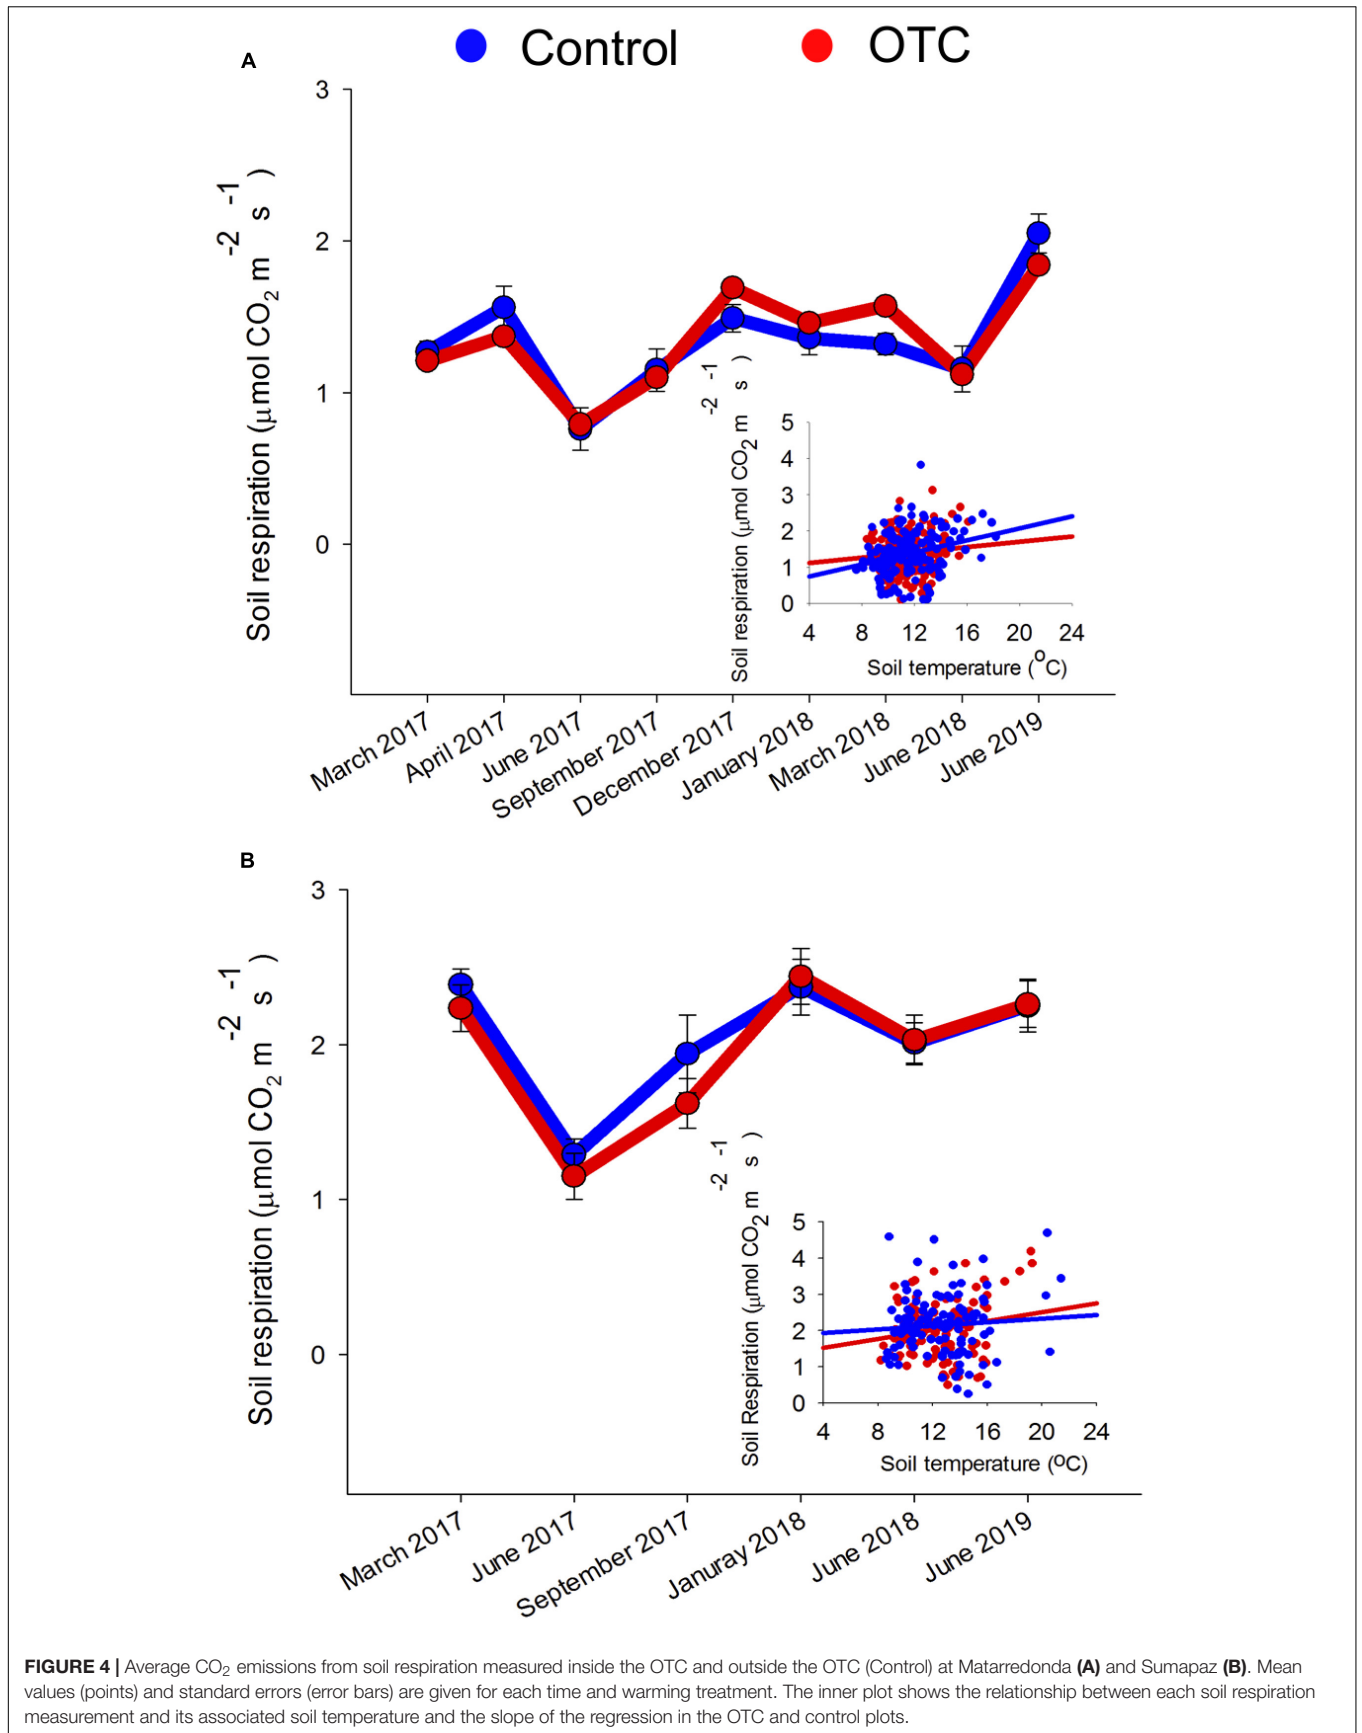 Control OTC
A
3
2
1
0
Soil respiration (μmol CO2 m-2 s-1)
5
4
3
2
1
0
Soil respiration (μmol CO2 m-2 s-1)
4 8 12 16 20 24
Soil temperature (oC)
March 2017
April 2017
June 2017
September 2017
December 2017
January 2018
March 2018
June 2018
June 2019
B
3
2
1
0
Soil respiration (μmol CO2 m-2 s-1)
5
4
3
2
1
0
Soil Respiration (μmol CO2 m-2 s-1)
4 8 12 16 20 24
Soil temperature (ºC)
March 2017
June 2017
September 2017
Januray 2018
June 2018
June 2019
FIGURE 4 | Average CO2 emissions from soil respiration measured inside the OTC and outside the OTC (Control) at Matarredonda (A) and Sumapaz (B). Mean
values (points) and standard errors (error bars) are given for each time and warming treatment. The inner plot shows the relationship between each soil respiration
measurement and its associated soil temperature and the slope of the regression in the OTC and control plots.